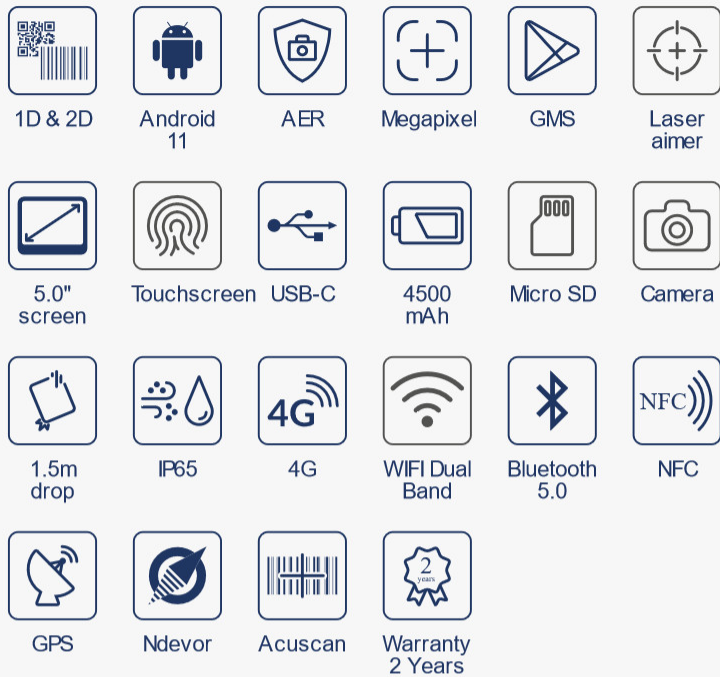 1D & 2D
Android
11
AER
Megapixel
GMS
Laser
aimer
5.0"
screen
Touchscreen
USB-C
4500
mAh
Micro SD
Camera
1.5m
drop
IP65
4G
4G
WIFI Dual
Band
Bluetooth
5.0
NFC
NFC
GPS
Ndevor
Acuscan
2
years
Warranty
2 Years